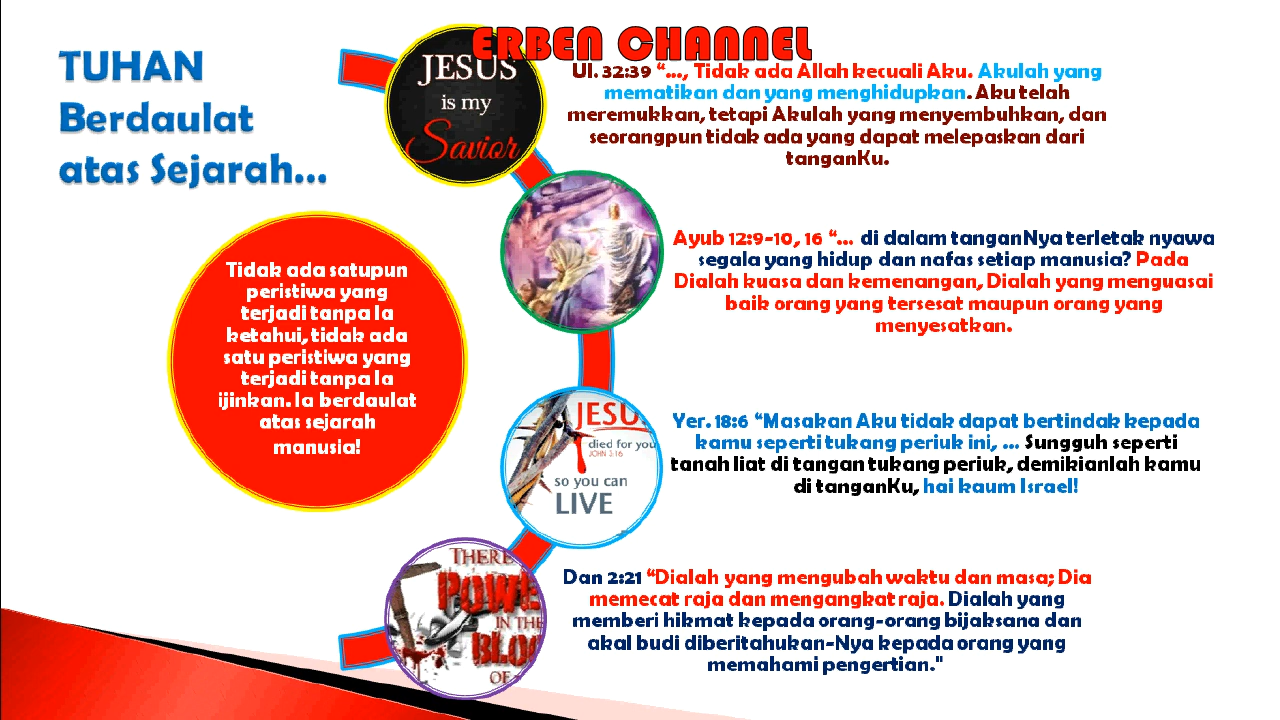 ERBEN CHANNEL
TUHAN
Berdaulat
atas Sejarah...
Tidak ada satupun
peristiwa yang
terjadi tanpa Ia
ketahui, tidak ada
satu peristiwa yang
terjadi tanpa Ia
ijinkan. Ia berdaulat
atas sejarah
manusia!
JESUS
is my
Savior
Ul. 32:39 “..., Tidak ada Allah kecuali Aku. Akulah yang
mematikan dan yang menghidupkan. Aku telah
meremukkan, tetapi Akulah yang menyembuhkan, dan
seorangpun tidak ada yang dapat melepaskan dari
tanganKu.
Ayub 12:9-10, 16 “... di dalam tanganNya terletak nyawa
segala yang hidup dan nafas setiap manusia? Pada
Dialah kuasa dan kemenangan, Dialah yang menguasai
baik orang yang tersesat maupun orang yang
menyesatkan.
JESU
died for you
JOHN 3:16
so you can
LIVE
Yer. 18:6 “Masakan Aku tidak dapat bertindak kepada
kamu seperti tukang periuk ini, ... Sungguh seperti
tanah liat di tangan tukang periuk, demikianlah kamu
di tanganKu, hai kaum Israel!
THERE
POWE
IN THE
BLOO
OF
Dan 2:21 “Dialah yang mengubah waktu dan masa; Dia
memecat raja dan mengangkat raja. Dialah yang
memberi hikmat kepada orang-orang bijaksana dan
akal budi diberitahukan-Nya kepada orang yang
memahami pengertian."